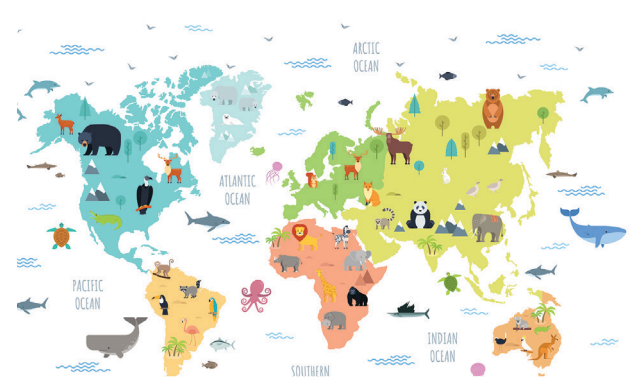 ARCTIC
OCEAN
ATLANTIC
OCEAN
PACIFIC
OCEAN
INDIAN
OCEAN
SOUTHERN